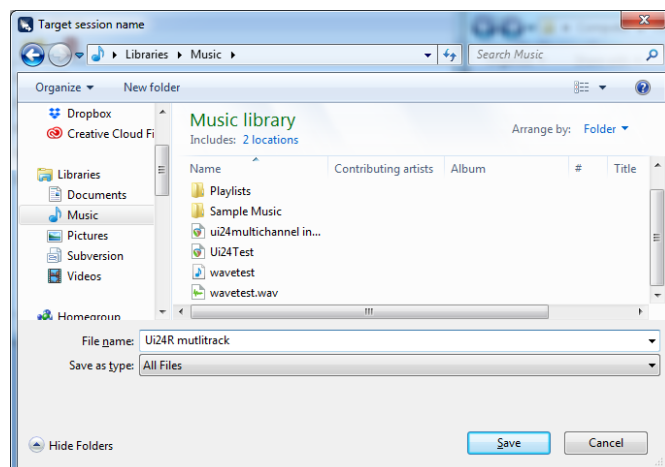 Target session name
Libraries Music
Search Music
Organize New folder
Dropbox
Creative Cloud Fi
Libraries
Documents
Music
Pictures
Subversion
Videos
Homegroup
Music library
Includes: 2 locations
Arrange by: Folder
Name Contributing artists Album # Title
Playlists
Sample Music
ui24multichannel in...
Ui24Test
wavetest
wavetest.wav
File name: Ui24R mutlitrack
Save as type: All Files
Hide Folders
Save Cancel